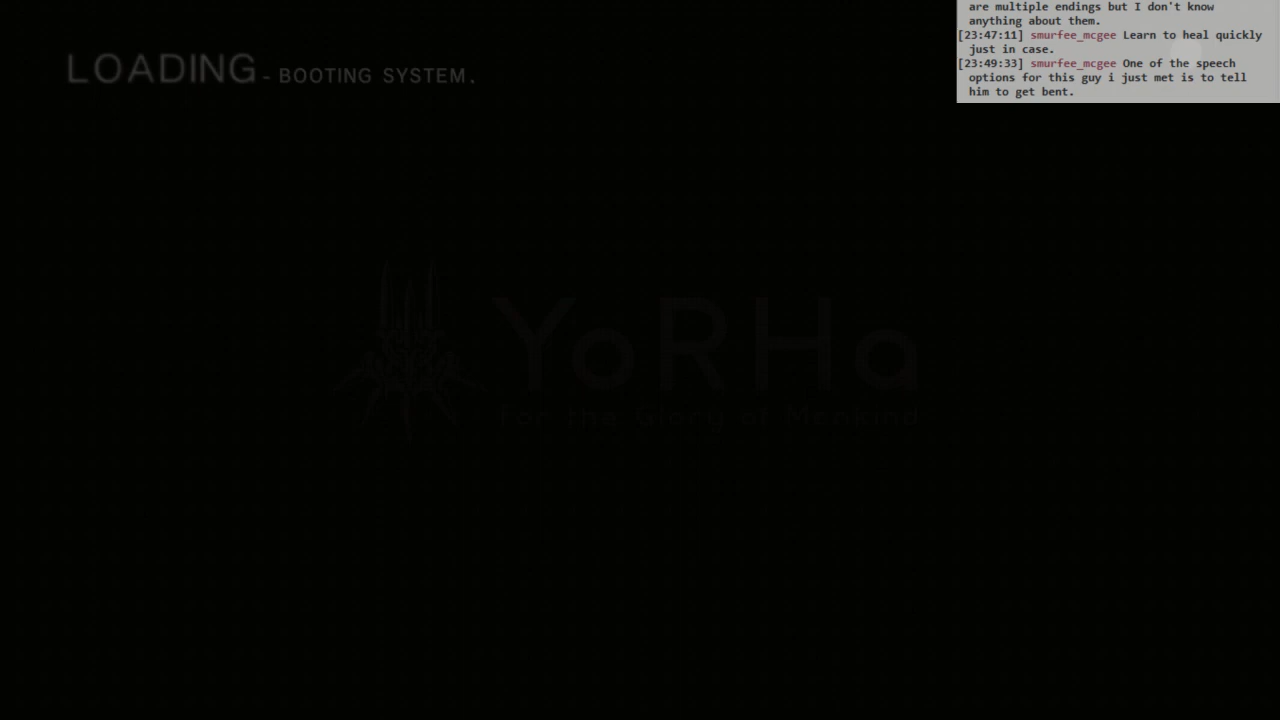 are multiple endings but I don't know
anything about them.
[23:47:11] smurfee_mcgee Learn to heal quickly
just in case.
[23:49:33] smurfee_mcgee One of the speech
options for this guy i just met is to tell
him to get bent.
LOADING - BOOTING SYSTEM.
YoRHa
For the Glory of Mankind